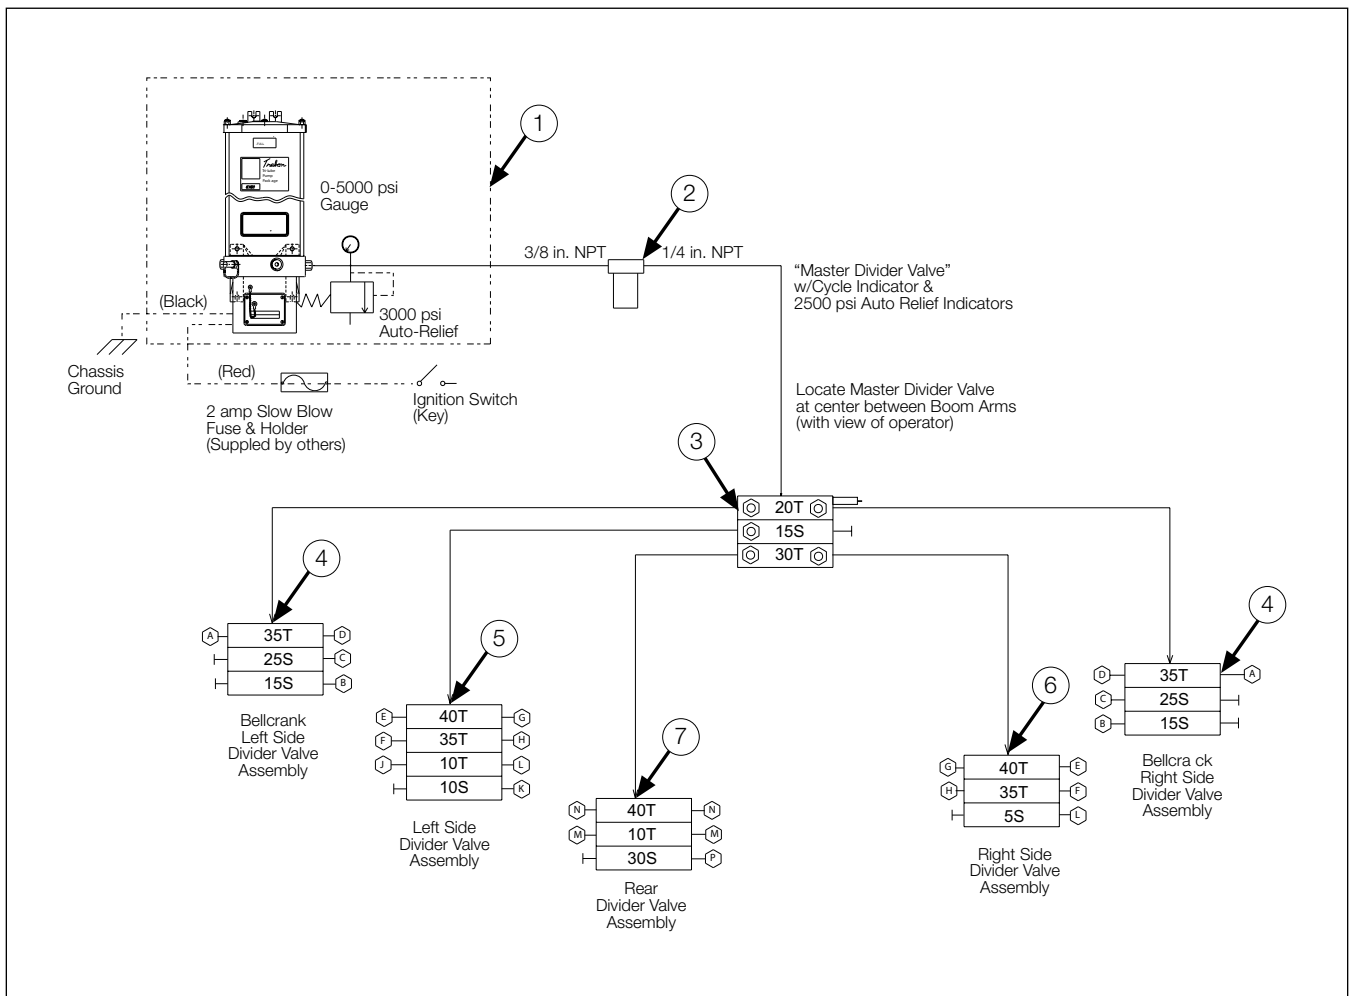 1
Trabon
0-5000 psi
Gauge
2
3/8 in. NPT
1/4 in. NPT
"Master Divider Valve"
w/Cycle Indicator &
2500 psi Auto Relief Indicators
(Black)
3000 psi
Auto-Relief
Chassis
Ground
(Red)
Ignition Switch
(Key)
2 amp Slow Blow
Fuse & Holder
(Suppled by others)
Locate Master Divider Valve
at center between Boom Arms
(with view of operator)
3
20T
15S
30T
4
A 35T D
25S C
15S B
Bellcrank
Left Side
Divider Valve
Assembly
5
E 40T G
F 35T H
J 10T L
10S K
Left Side
Divider Valve
Assembly
7
N 40T N
M 10T M
30S P
Rear
Divider Valve
Assembly
6
G 40T E
H 35T F
5S L
Right Side
Divider Valve
Assembly
4
D 35T A
C 25S
B 15S
Bellcra ck
Right Side
Divider Valve
Assembly